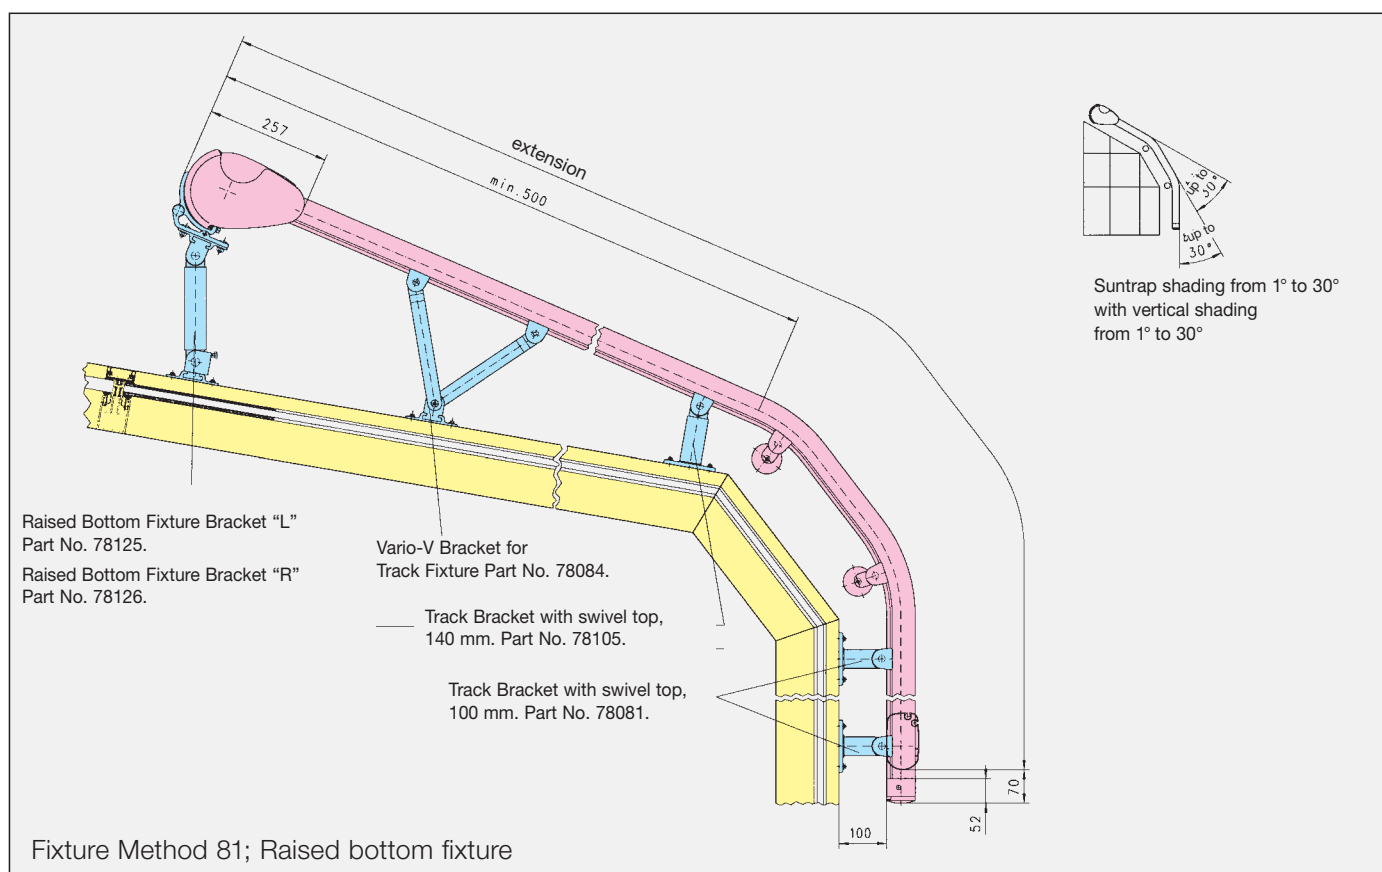 257
extension
min.500
up to
30°
up to
30°
Suntrap shading from 1° to 30°
with vertical shading
from 1° to 30°
Raised Bottom Fixture Bracket “L”
Part No. 78125.
Raised Bottom Fixture Bracket “R”
Part No. 78126.
Vario-V Bracket for
Track Fixture Part No. 78084.
Track Bracket with swivel top,
140 mm. Part No. 78105.
Track Bracket with swivel top,
100 mm. Part No. 78081.
70
52
100
Fixture Method 81; Raised bottom fixture